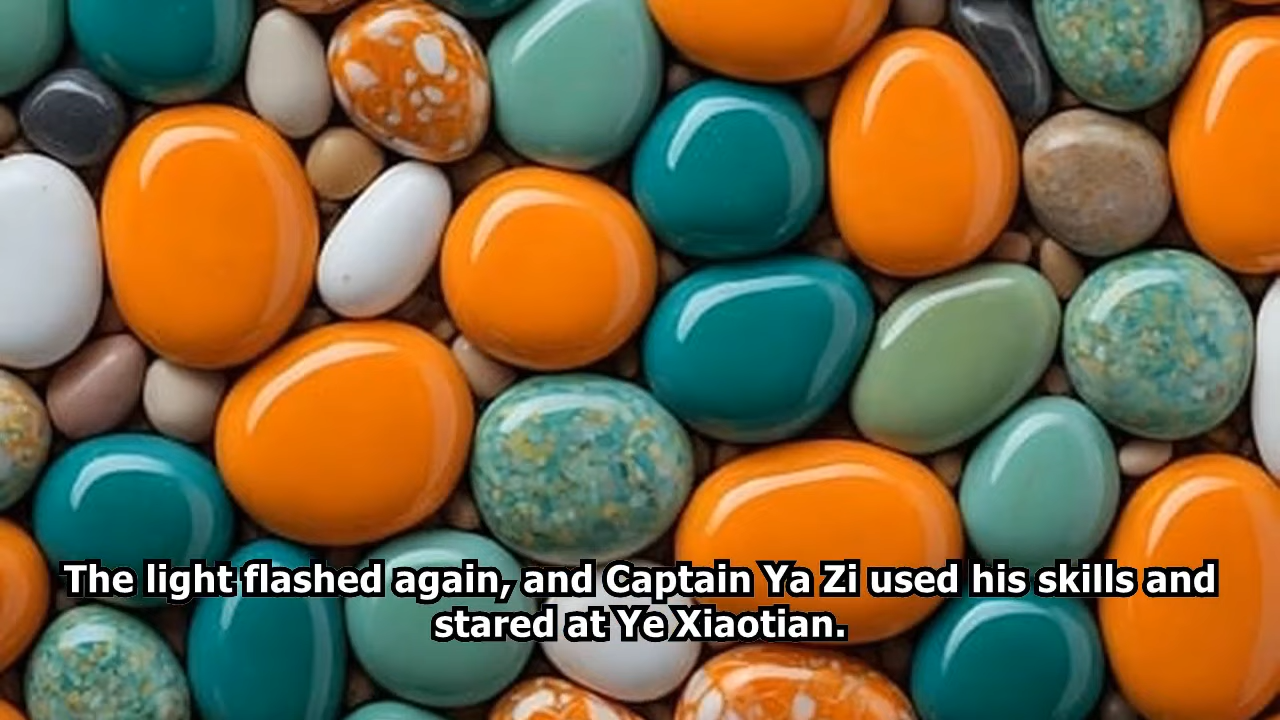 The light flashed again, and Captain Ya Zi used his skills and
stared at Ye Xiaotian.